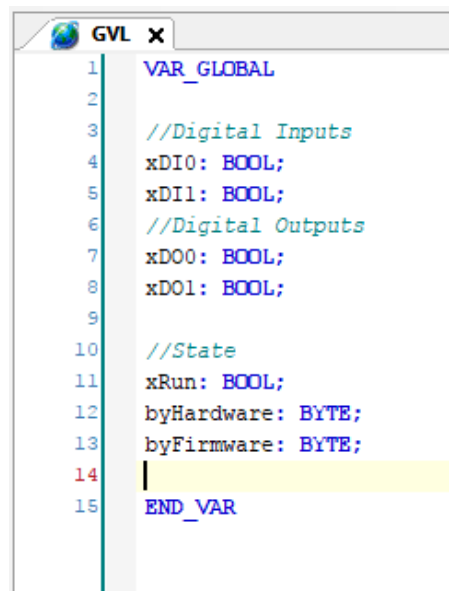 GVL x
1 VAR_GLOBAL
2
3 //Digital Inputs
4 xDI0: BOOL;
5 xDI1: BOOL;
6 //Digital Outputs
7 xDO0: BOOL;
8 xDO1: BOOL;
9
10 //State
11 xRun: BOOL;
12 byHardware: BYTE;
13 byFirmware: BYTE;
14
15 END_VAR